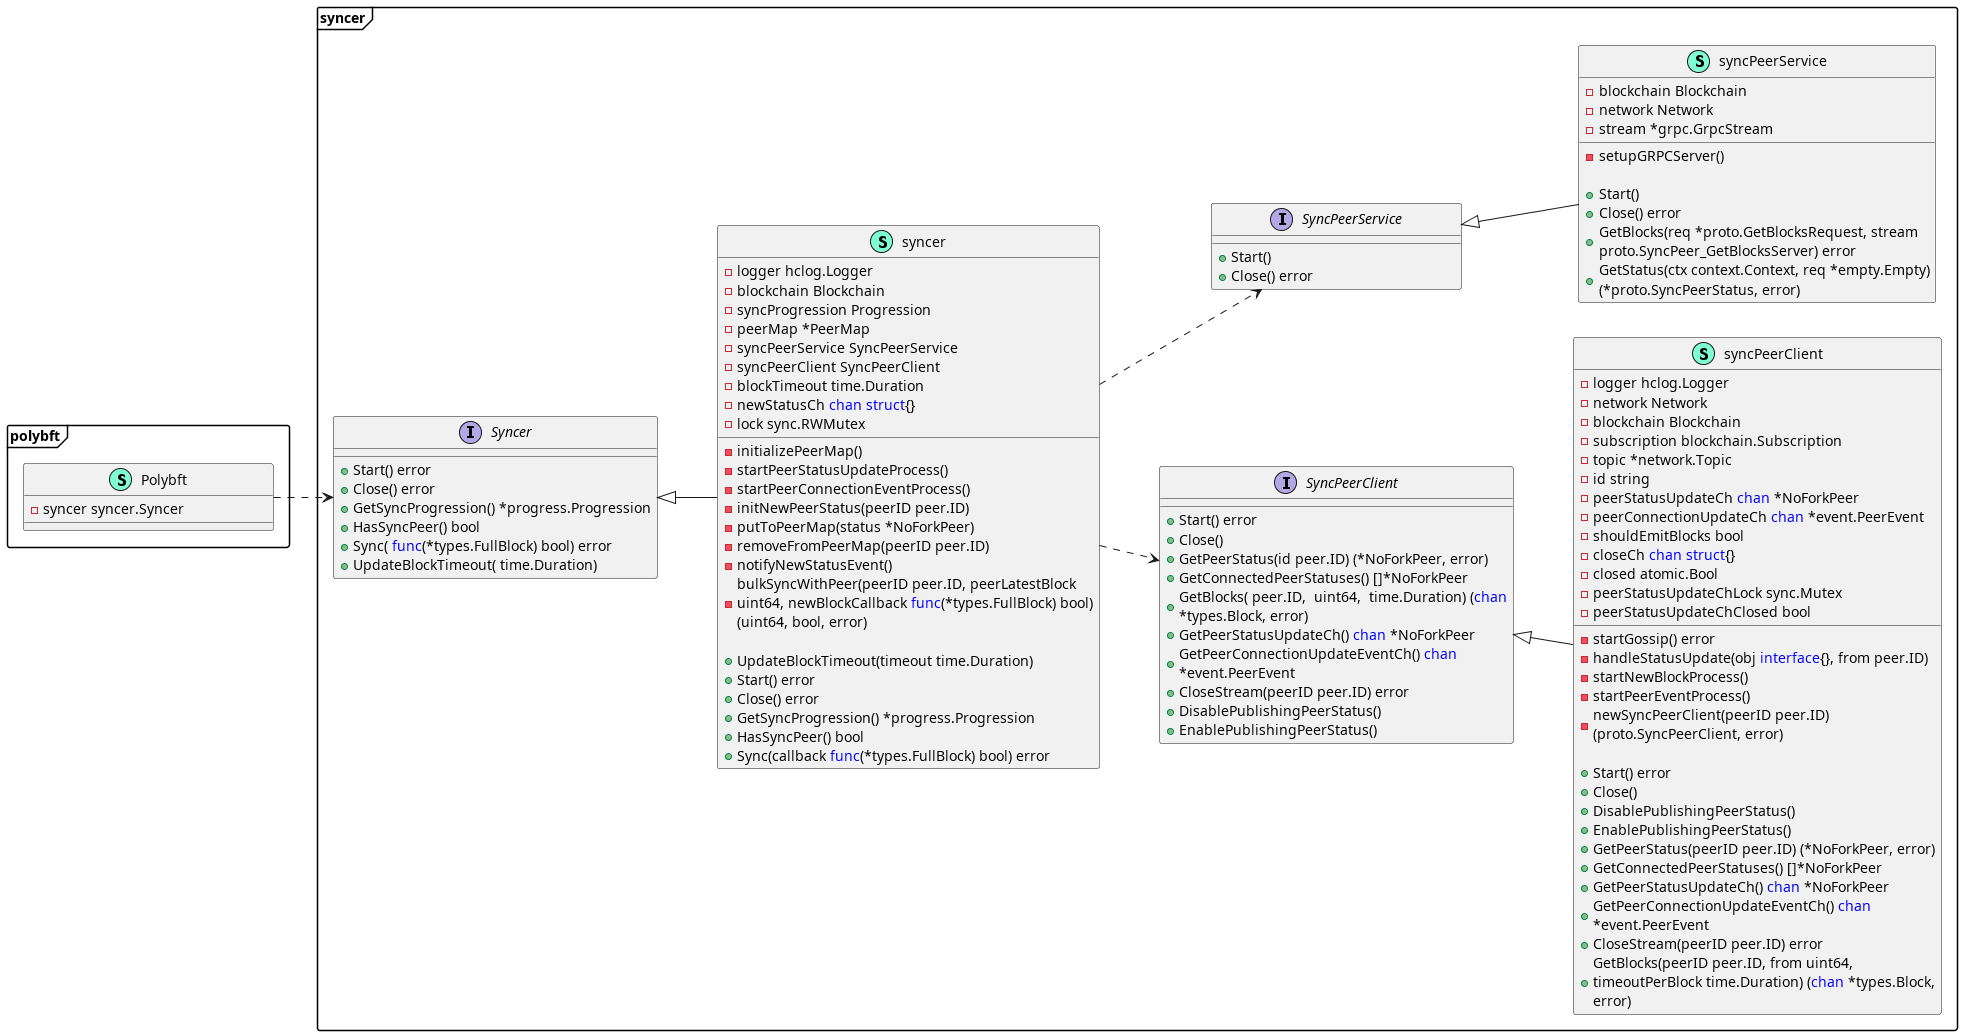 syncer
polybft
S Polybft
syncer syncer.Syncer
I Syncer
Start() error
Close() error
GetSyncProgression() *progress.Progression
HasSyncPeer() bool
Sync( func(*types.FullBlock) bool) error
UpdateBlockTimeout( time.Duration)
S syncer
logger hclog.Logger
blockchain Blockchain
syncProgression Progression
peerMap *PeerMap
syncPeerService SyncPeerService
syncPeerClient SyncPeerClient
blockTimeout time.Duration
newStatusCh chan struct{}
lock sync.RWMutex
initializePeerMap()
startPeerStatusUpdateProcess()
startPeerConnectionEventProcess()
initNewPeerStatus(peerID peer.ID)
putToPeerMap(status *NoForkPeer)
removeFromPeerMap(peerID peer.ID)
notifyNewStatusEvent()
bulkSyncWithPeer(peerID peer.ID, peerLatestBlock
uint64, newBlockCallback func(*types.FullBlock) bool)
(uint64, bool, error)
UpdateBlockTimeout(timeout time.Duration)
Start() error
Close() error
GetSyncProgression() *progress.Progression
HasSyncPeer() bool
Sync(callback func(*types.FullBlock) bool) error
I SyncPeerService
Start()
Close() error
I SyncPeerClient
Start() error
Close()
GetPeerStatus(id peer.ID) (*NoForkPeer, error)
GetConnectedPeerStatuses() []*NoForkPeer
GetBlocks( peer.ID,  uint64,  time.Duration) (chan
*types.Block, error)
GetPeerStatusUpdateCh() chan *NoForkPeer
GetPeerConnectionUpdateEventCh() chan
*event.PeerEvent
CloseStream(peerID peer.ID) error
DisablePublishingPeerStatus()
EnablePublishingPeerStatus()
S syncPeerService
blockchain Blockchain
network Network
stream *grpc.GrpcStream
setupGRPCServer()
Start()
Close() error
GetBlocks(req *proto.GetBlocksRequest, stream
proto.SyncPeer_GetBlocksServer) error
GetStatus(ctx context.Context, req *empty.Empty)
(*proto.SyncPeerStatus, error)
S syncPeerClient
logger hclog.Logger
network Network
blockchain Blockchain
subscription blockchain.Subscription
topic *network.Topic
id string
peerStatusUpdateCh chan *NoForkPeer
peerConnectionUpdateCh chan *event.PeerEvent
shouldEmitBlocks bool
closeCh chan struct{}
closed atomic.Bool
peerStatusUpdateChLock sync.Mutex
peerStatusUpdateChClosed bool
startGossip() error
handleStatusUpdate(obj interface{}, from peer.ID)
startNewBlockProcess()
startPeerEventProcess()
newSyncPeerClient(peerID peer.ID)
(proto.SyncPeerClient, error)
Start() error
Close()
DisablePublishingPeerStatus()
EnablePublishingPeerStatus()
GetPeerStatus(peerID peer.ID) (*NoForkPeer, error)
GetConnectedPeerStatuses() []*NoForkPeer
GetPeerStatusUpdateCh() chan *NoForkPeer
GetPeerConnectionUpdateEventCh() chan
*event.PeerEvent
CloseStream(peerID peer.ID) error
GetBlocks(peerID peer.ID, from uint64,
timeoutPerBlock time.Duration) (chan *types.Block,
error)